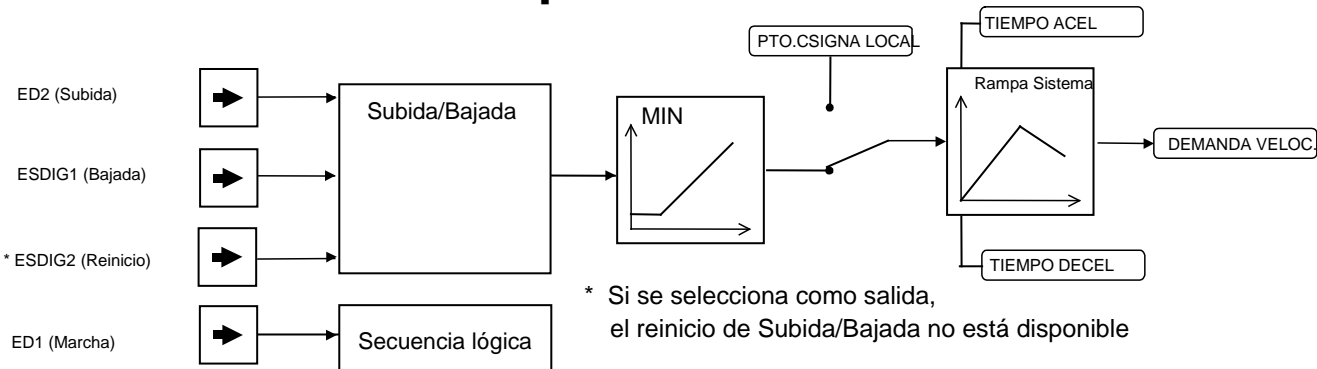 PTO.CSIGNA LOCAL
TIEMPO ACEL
ED2 (Subida)
Subida/Bajada
MIN
Rampa Sistema
DEMANDA VELOC.
ESDIG1 (Bajada)
* ESDIG2 (Reinicio)
TIEMPO DECEL
* Si se selecciona como salida,
el reinicio de Subida/Bajada no está disponible
ED1 (Marcha)
Secuencia lógica